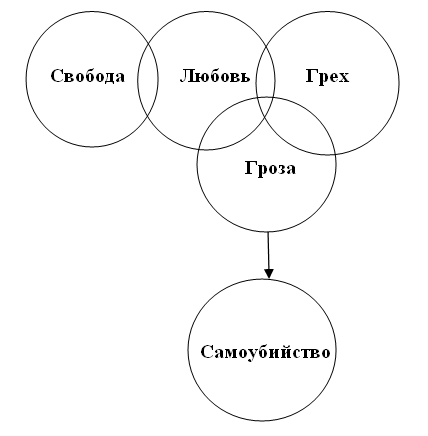 Свобода
Любовь
Грех
Гроза
Самоубийство